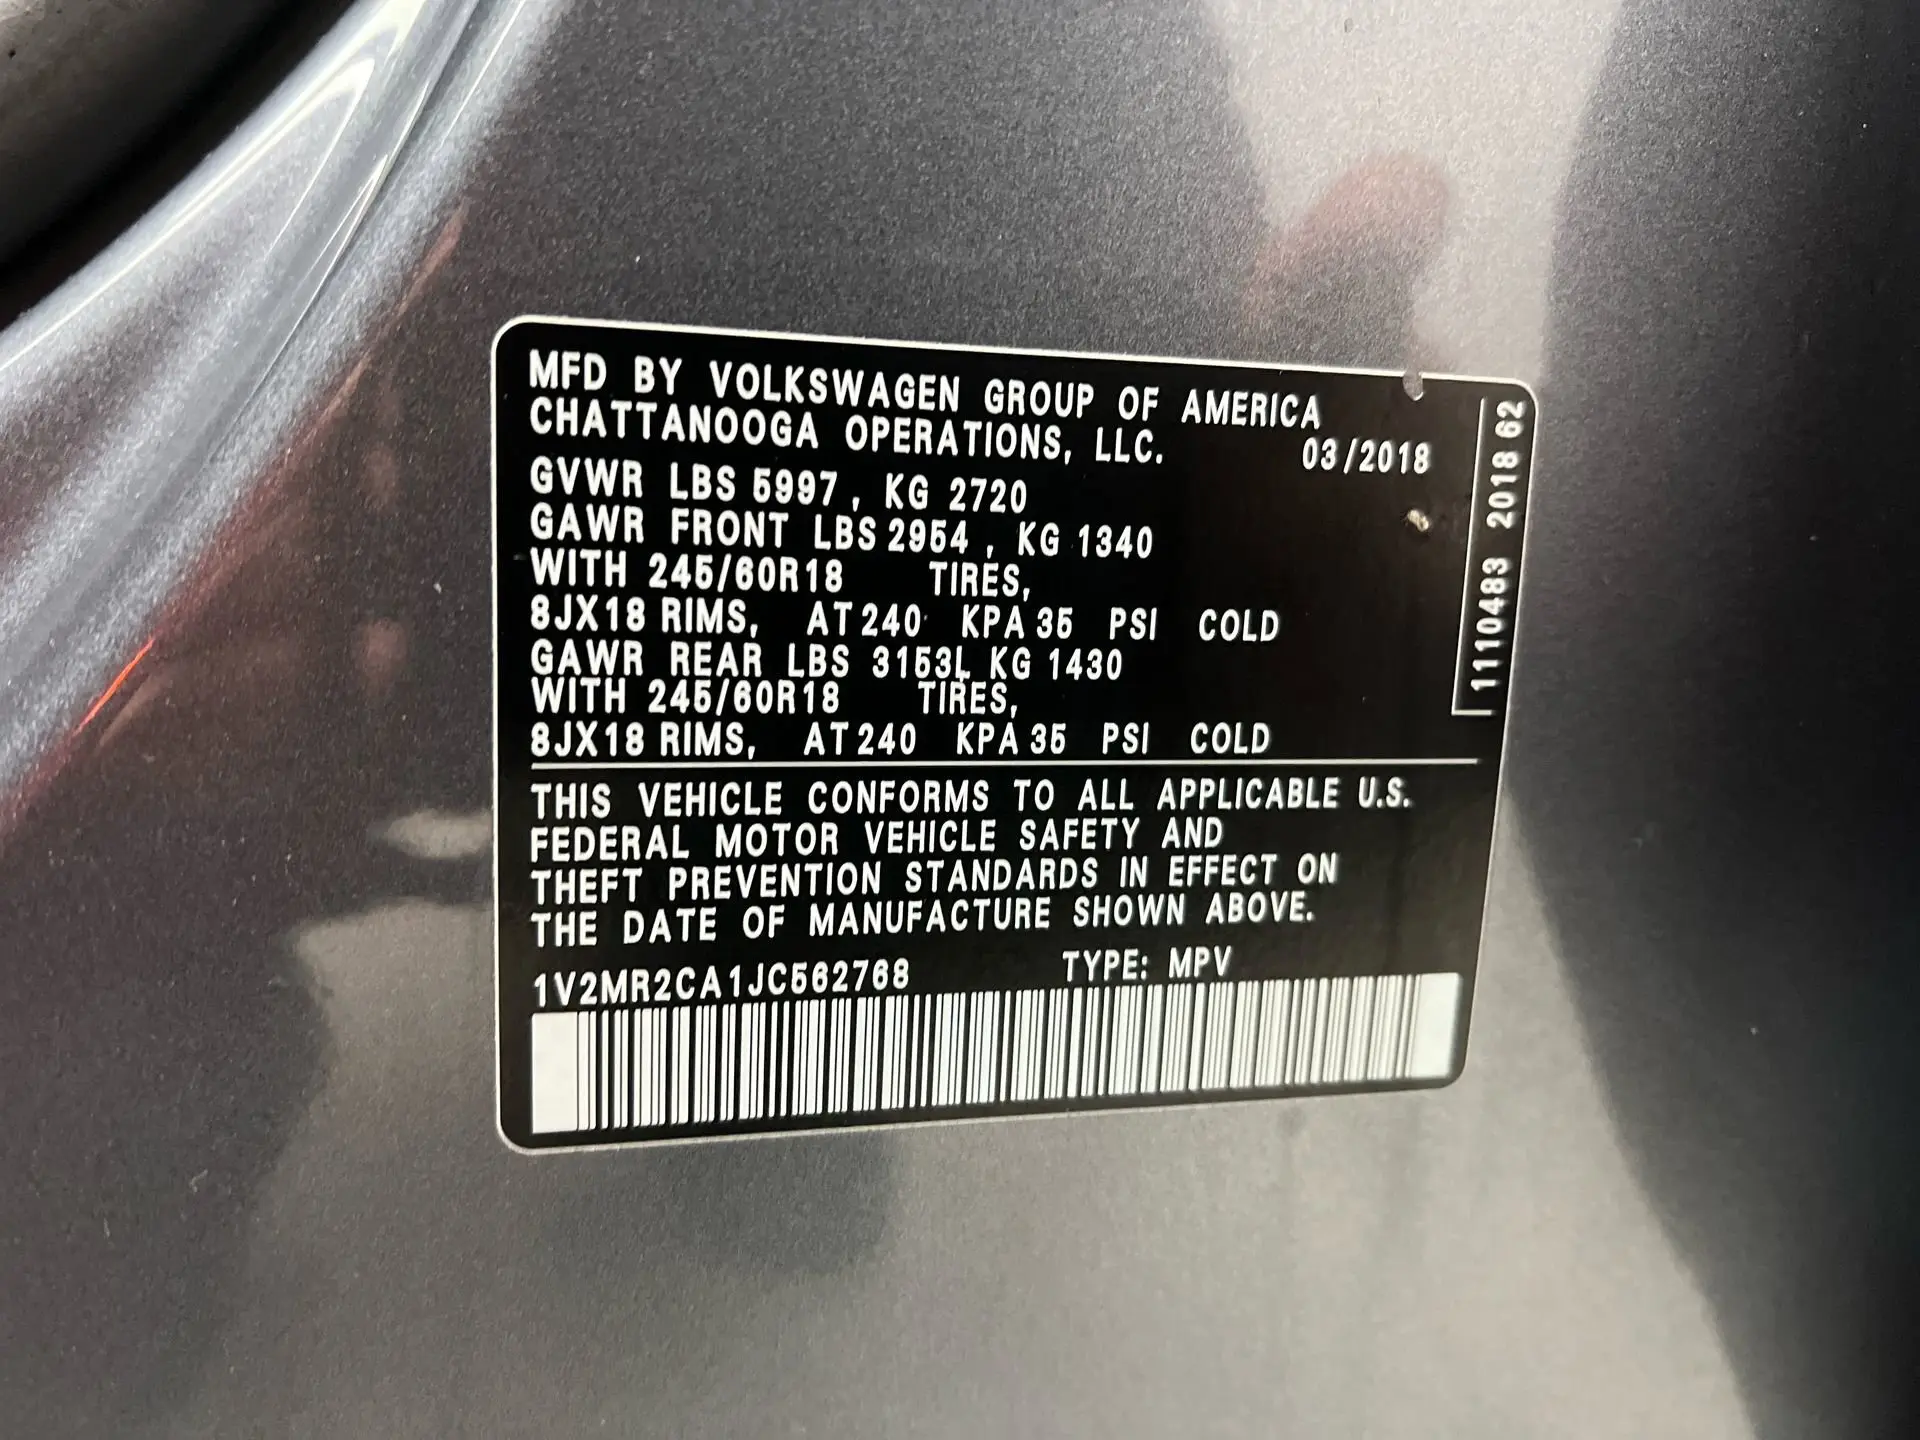 MFD BY VOLKSWAGEN GROUP OF AMERICA
CHATTANOOGA OPERATIONS, LLC. 03/2018
GVWR LBS 5997, KG 2720
GAWR FRONT LBS 2954, KG 1340
WITH 245/60R18 TIRES,
8JX18 RIMS, AT 240 KPA 35 PSI COLD
GAWR REAR LBS 3153L KG 1430
WITH 245/60R18 TIRES,
8JX18 RIMS, AT 240 KPA 35 PSI COLD
THIS VEHICLE CONFORMS TO ALL APPLICABLE U.S.
FEDERAL MOTOR VEHICLE SAFETY AND
THEFT PREVENTION STANDARDS IN EFFECT ON
THE DATE OF MANUFACTURE SHOWN ABOVE.
1V2MR2CA1JC562768 TYPE: MPV
1110483 2018 62